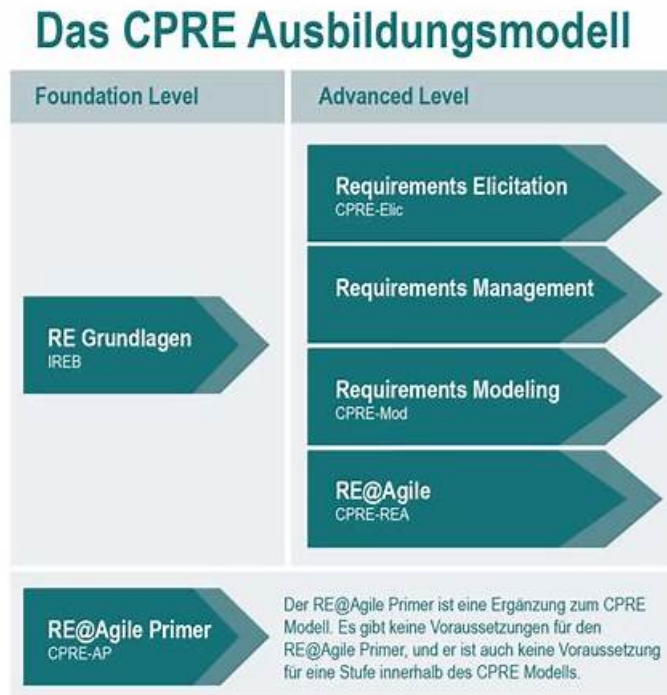 Das CPRE Ausbildungsmodell
Foundation Level
Advanced Level
RE Grundlagen
IREB
Requirements Elicitation
CPRE-Elic
Requirements Management
Requirements Modeling
CPRE-Mod
RE@Agile
CPRE-REA
RE@Agile Primer
CPRE-AP
Der RE@Agile Primer ist eine Ergänzung zum CPRE
Modell. Es gibt keine Voraussetzungen für den
RE@Agile Primer, und er ist auch keine Voraussetzung
für eine Stufe innerhalb des CPRE Modells.